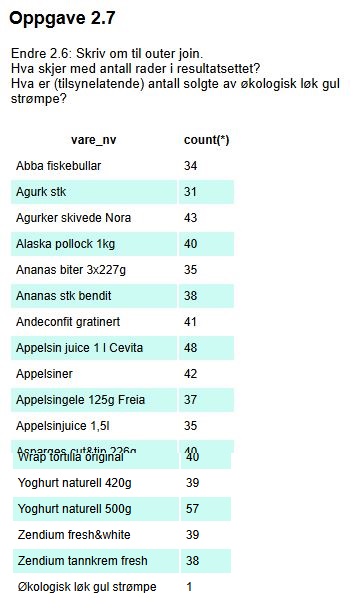 Oppgave 2.7
Endre 2.6: Skriv om til outer join.
Hva skjer med antall rader i resultatsettet?
Hva er (tilsynelatende) antall solgte av økologisk løk gul
strømpe?
vare_nv count(*)
Abba fiskebullar 34
Agurk stk 31
Agurker skivede Nora 43
Alaska pollock 1kg 40
Ananas biter 3x227g 35
Ananas stk bendit 38
Andeconfit gratinert 41
Appelsin juice 1 l Cevita 48
Appelsiner 42
Appelsingele 125g Freia 37
Appelsinjuice 1,5l 35
Asparges cut&tip 226g 40
Wrap tortilla original 40
Yoghurt naturell 420g 39
Yoghurt naturell 500g 57
Zendium fresh&white 39
Zendium tannkrem fresh 38
Økologisk løk gul strømpe 1